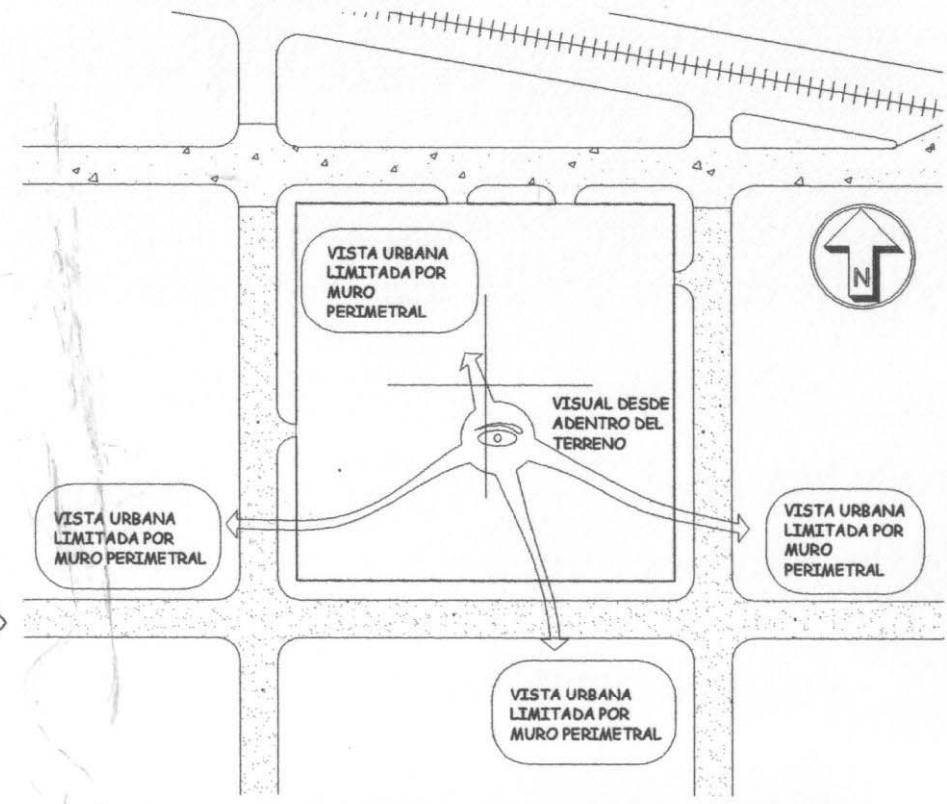 VISTA URBANA
LIMITADA POR
MURO
PERIMETRAL
N
VISUAL DESDE
ADENTRO DEL
TERRENO
VISTA URBANA
LIMITADA POR
MURO PERIMETRAL
VISTA URBANA
LIMITADA POR
MURO
PERIMETRAL
VISTA URBANA
LIMITADA POR
MURO PERIMETRAL